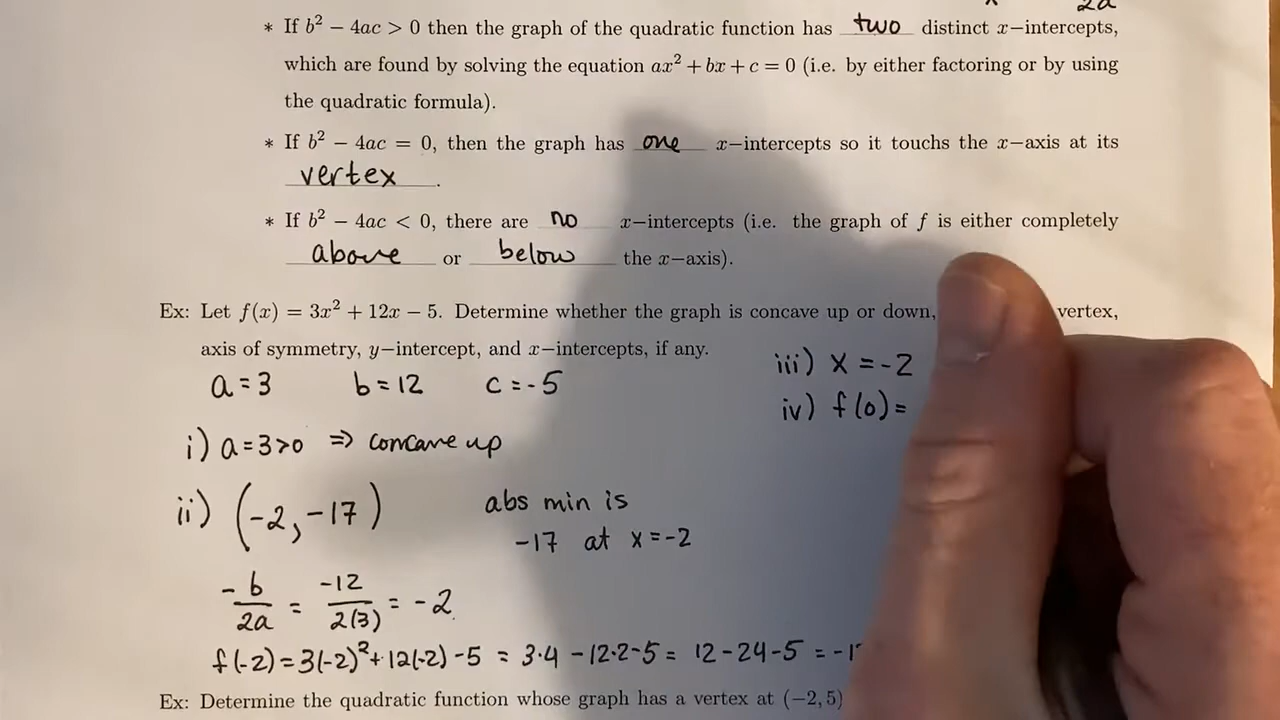 2a
* If b² − 4ac > 0 then the graph of the quadratic function has two distinct x−intercepts,
which are found by solving the equation ax² + bx + c = 0 (i.e. by either factoring or by using
the quadratic formula).
* If b² − 4ac = 0, then the graph has one x−intercepts so it touchs the x−axis at its
vertex.
* If b² − 4ac < 0, there are no x−intercepts (i.e. the graph of f is either completely
above or below the x−axis).
Ex: Let f(x) = 3x² + 12x − 5. Determine whether the graph is concave up or down, vertex,
axis of symmetry, y−intercept, and x−intercepts, if any.
a = 3 b = 12 c = -5
iii) x = -2
iv) f(0) =
i) a = 3 > 0 ⇒ concave up
ii) (-2, -17)
abs min is
-17 at x = -2
-b/2a = -12/2(3) = -2
f(-2) = 3(-2)² + 12(-2) - 5 = 3·4 - 12·2 - 5 = 12 - 24 - 5 =
Ex: Determine the quadratic function whose graph has a vertex at (−2, 5)